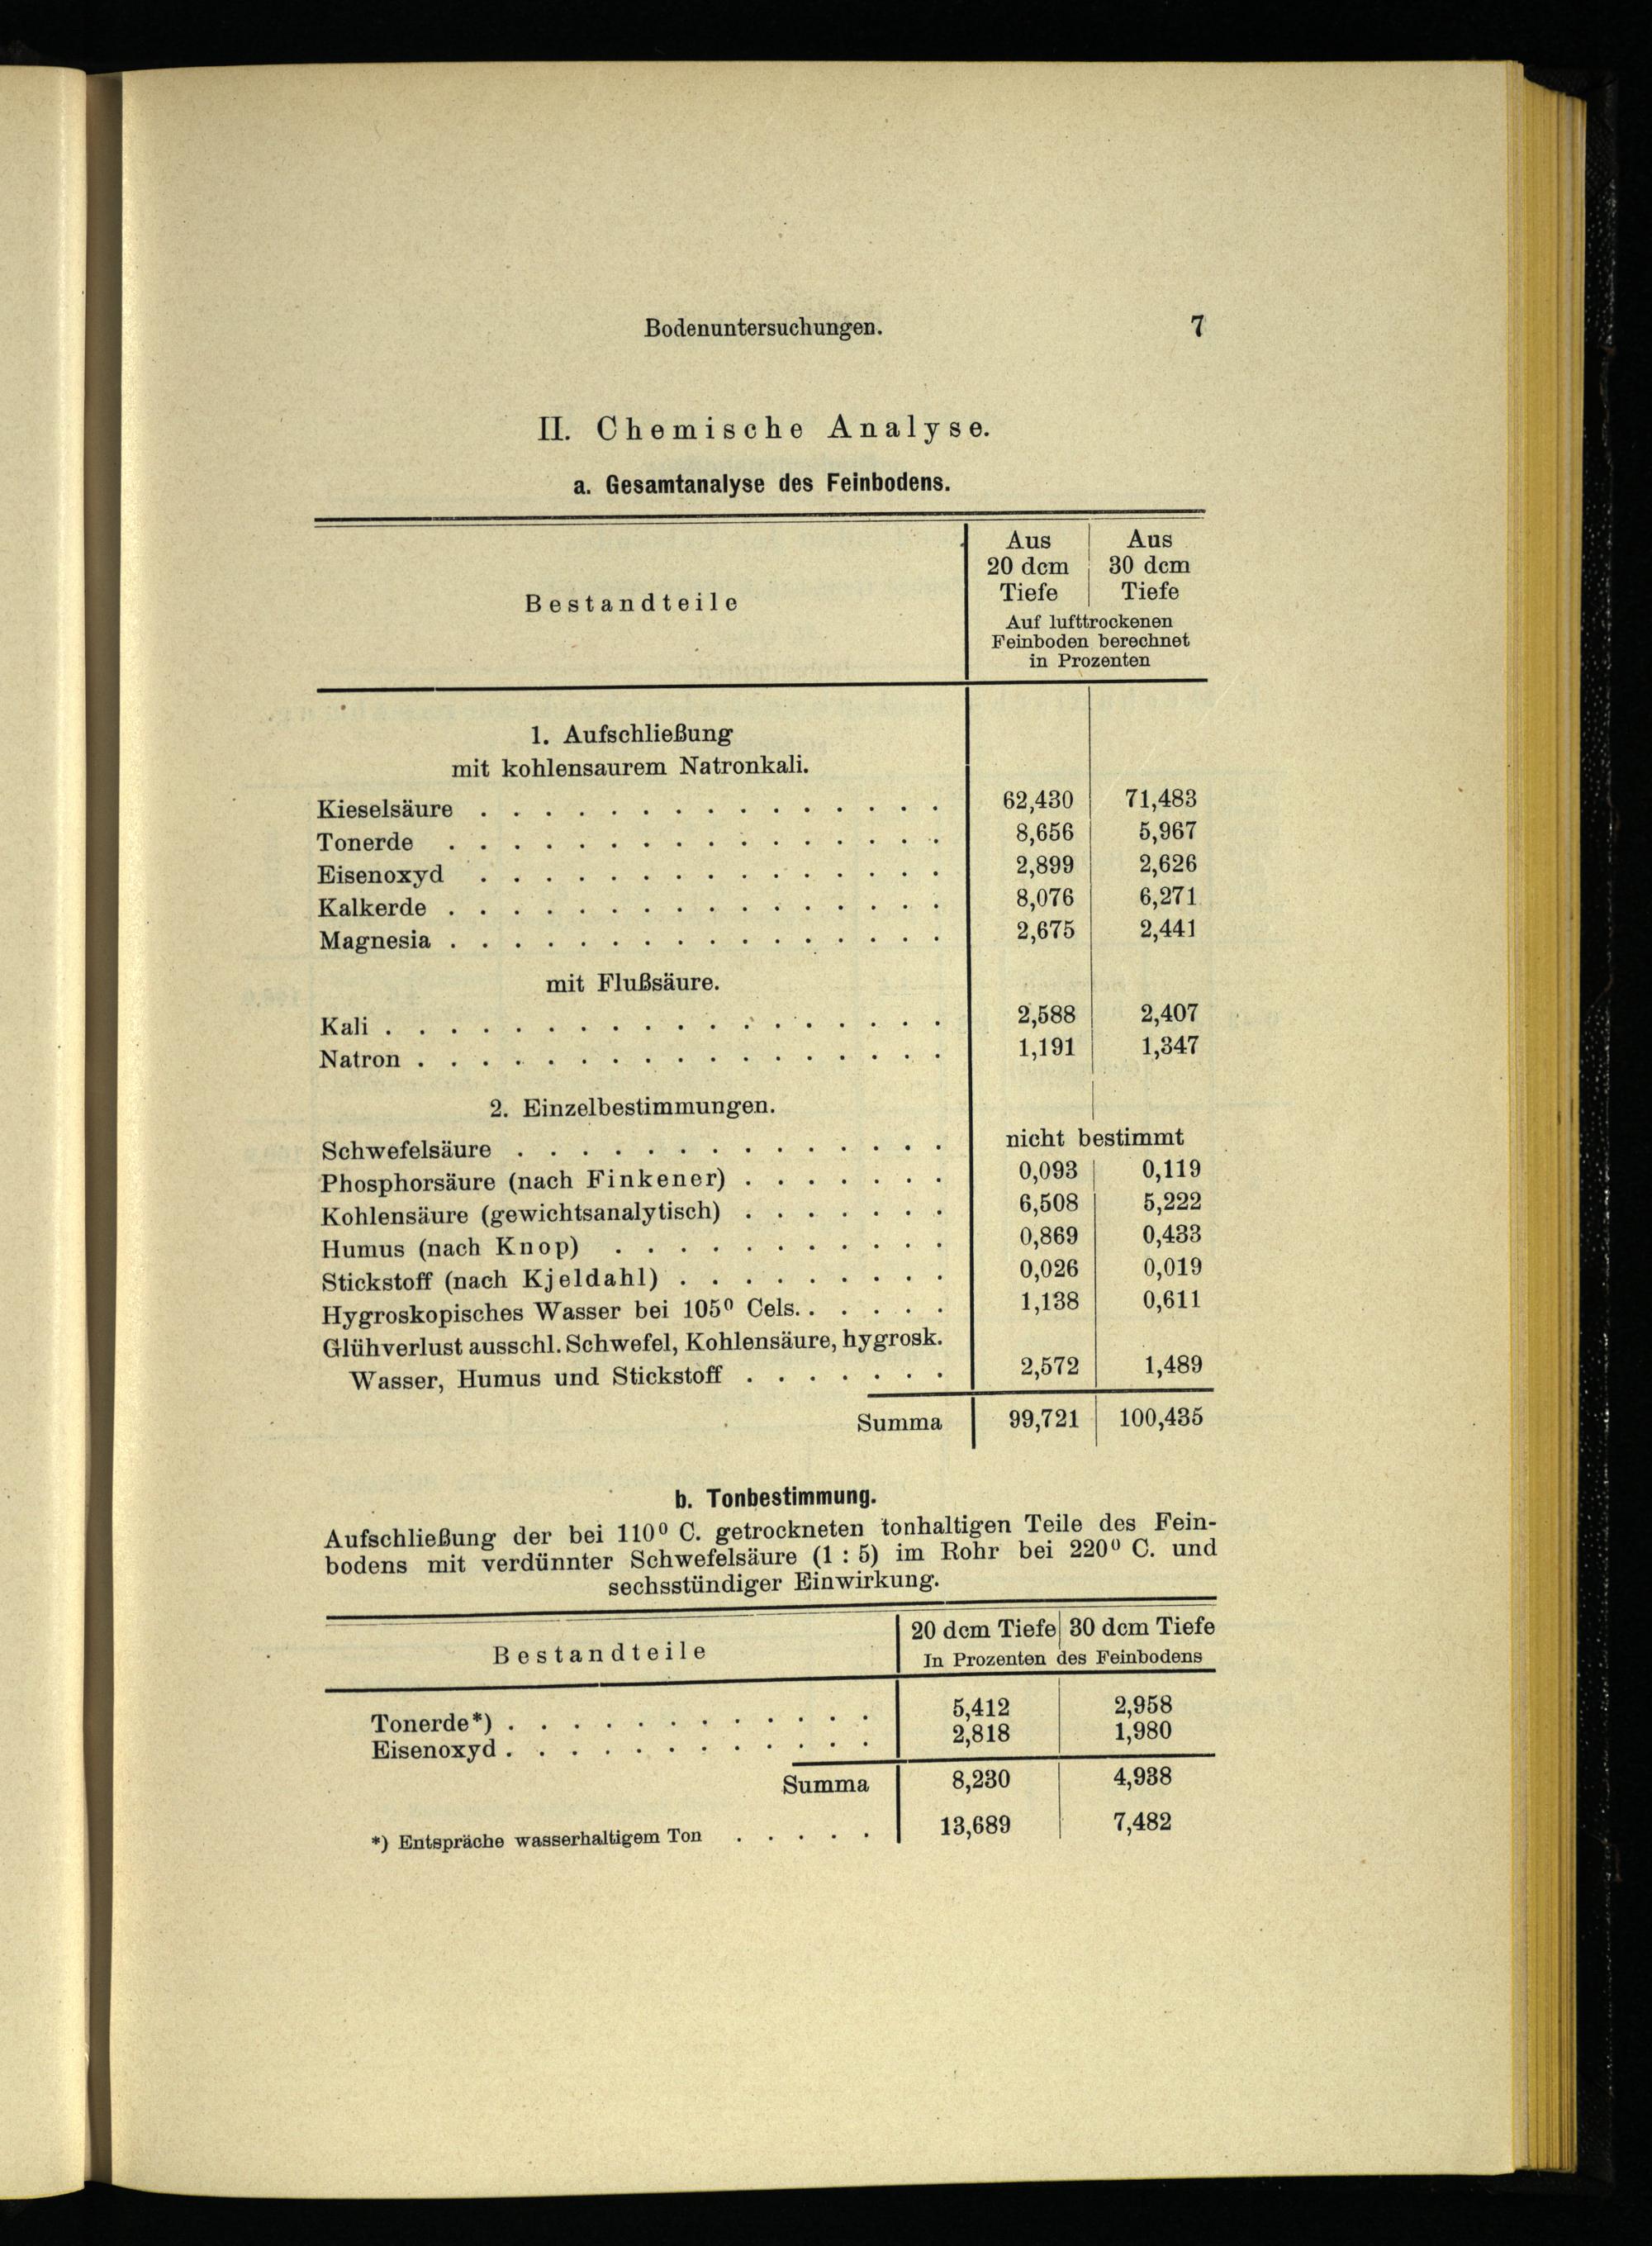 Bodenuntersuchungen. 7
II. Chemische Analyse.
a. Gesamtanalyse des Feinbodens.
Bestandteile
Aus Aus
20 dcm 30 dcm
Tiefe Tiefe
Auf lufttrockenen
Feinboden berechnet
in Prozenten
1. Aufschließung
mit kohlensaurem Natronkali.
Kieselsäure . . . . . . . . . . . . . . . 62,430 71,483
Tonerde . . . . . . . . . . . . . . . . 8,656 5,967
Eisenoxyd . . . . . . . . . . . . . . . 2,899 2,626
Kalkerde . . . . . . . . . . . . . . . . 8,076 6,271
Magnesia . . . . . . . . . . . . . . . . 2,675 2,441
mit Flußsäure.
Kali . . . . . . . . . . . . . . . . . . 2,588 2,407
Natron . . . . . . . . . . . . . . . . . 1,191 1,347
2. Einzelbestimmungen.
Schwefelsäure . . . . . . . . . . . . . . nicht bestimmt
Phosphorsäure (nach Finkener) . . . . . . . 0,093 0,119
Kohlensäure (gewichtsanalytisch) . . . . . . . 6,508 5,222
Humus (nach Knop) . . . . . . . . . . . 0,869 0,433
Stickstoff (nach Kjeldahl) . . . . . . . . . 0,026 0,019
Hygroskopisches Wasser bei 105⁰ Cels. . . . . . 1,138 0,611
Glühverlust ausschl. Schwefel, Kohlensäure, hygrosk.
Wasser, Humus und Stickstoff . . . . . . . 2,572 1,489
Summa 99,721 100,435
b. Tonbestimmung.
Aufschließung der bei 110⁰ C. getrockneten tonhaltigen Teile des Fein-
bodens mit verdünnter Schwefelsäure (1 : 5) im Rohr bei 220⁰ C. und
sechsstündiger Einwirkung.
Bestandteile
20 dcm Tiefe 30 dcm Tiefe
In Prozenten des Feinbodens
Tonerde*) . . . . . . . . . . . . 5,412 2,958
Eisenoxyd . . . . . . . . . . . . 2,818 1,980
Summa 8,230 4,938
*) Entspräche wasserhaltigem Ton . . . . . 13,689 7,482